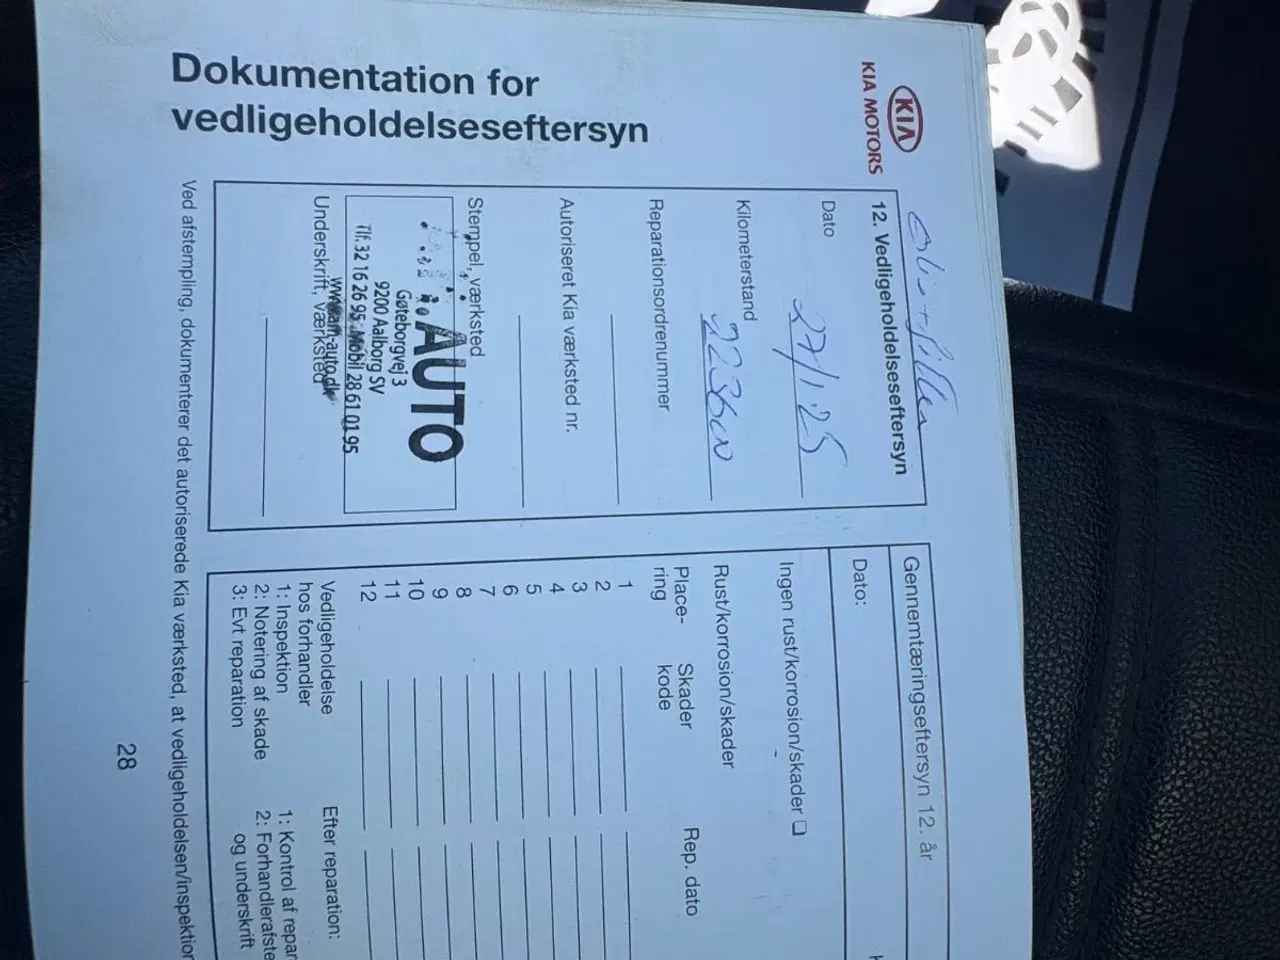 KIA
KIA MOTORS
Dokumentation for
vedligeholdelseseftersyn
12. Vedligeholdelseseftersyn
Dato
27/1 25
Kilometerstand
223600
Reparationsordrenummer
Autoriseret Kia værksted nr.
Stempel, værksted
AUTO
Gøteborgvej 3
9200 Aalborg SV
Tlf. 32 16 26 95 Mobil 28 61 01 95
Underskrift, værksted
Ved afstempling, dokumenterer det autoriserede Kia værksted, at vedligeholdelsen/inspektion
Gennemtæringseftersyn 12. år
Dato:
Ingen rust/korrosion/skader
Rust/korrosion/skader
Place-
ring
Skader
kode
Rep. dato
1
2
3
4
5
6
7
8
9
10
11
12
Vedligeholdelse
hos forhandler
1: Inspektion
2: Notering af skade
3: Evt reparation
Efter reparation:
1: Kontrol af repar
2: Forhandlerafste
og underskrift
28